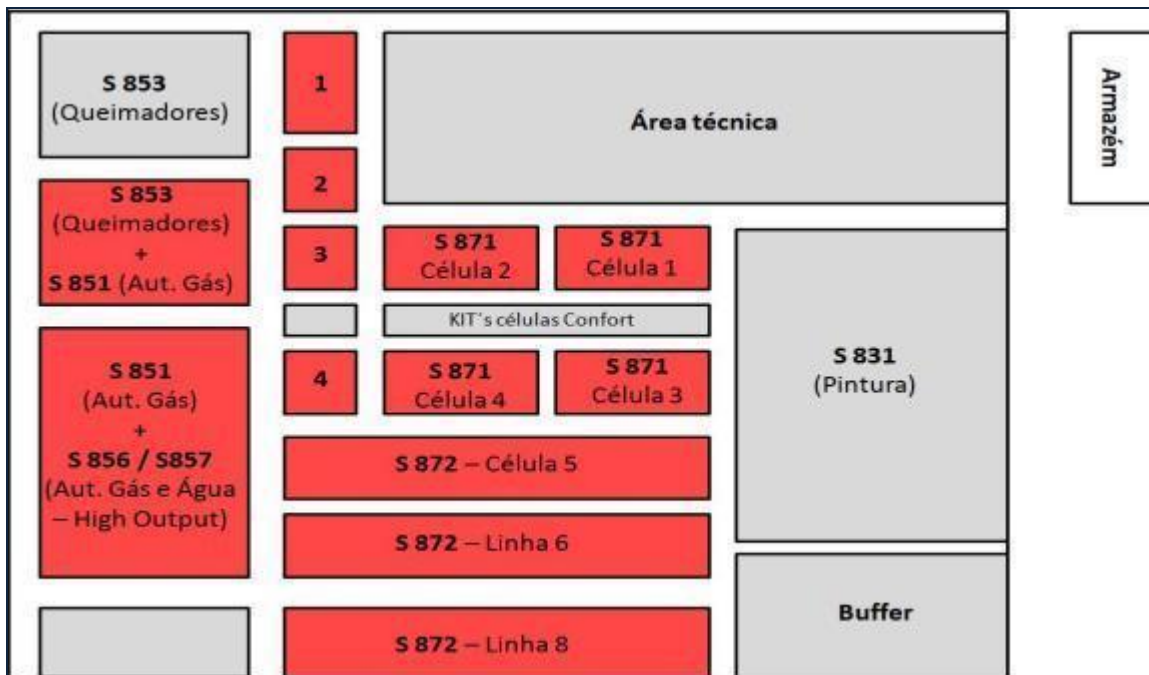 S 853
(Queimadores)
1
Área técnica
Armazém
2
S 853
(Queimadores)
+
S 851 (Aut. Gás)
3
S 871
Célula 2
S 871
Célula 1
KIT´s células Confort
S 831
(Pintura)
S 851
(Aut. Gás)
+
S 856 / S857
(Aut. Gás e Água
– High Output)
4
S 871
Célula 4
S 871
Célula 3
S 872 – Célula 5
S 872 – Linha 6
S 872 – Linha 8
Buffer